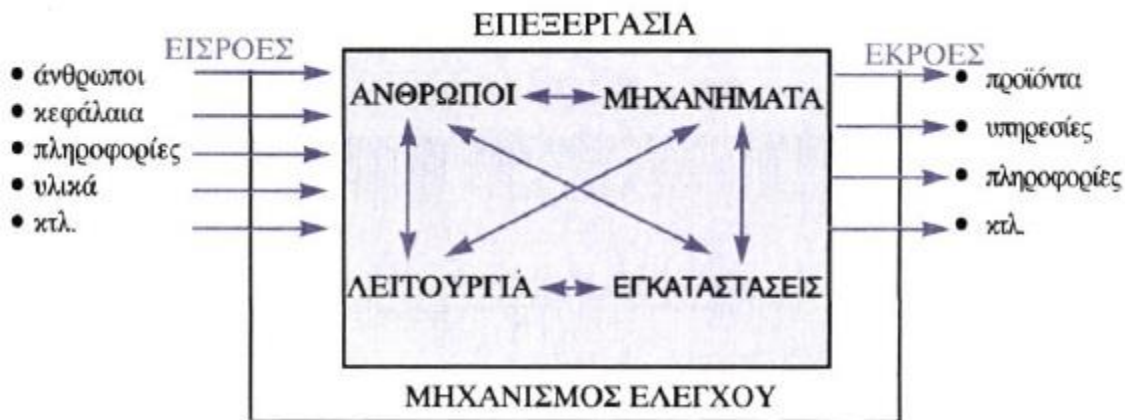 ΕΠΕΞΕΡΓΑΣΙΑ
ΕΙΣΡΟΕΣ
• άνθρωποι
• κεφάλαια
• πληροφορίες
• υλικά
• κτλ.
ΑΝΘΡΩΠΟΙ ΜΗΧΑΝΗΜΑΤΑ
ΛΕΙΤΟΥΡΓΙΑ ΕΓΚΑΤΑΣΤΑΣΕΙΣ
ΕΚΡΟΕΣ
• προϊόντα
• υπηρεσίες
• πληροφορίες
• κτλ.
ΜΗΧΑΝΙΣΜΟΣ ΕΛΕΓΧΟΥ